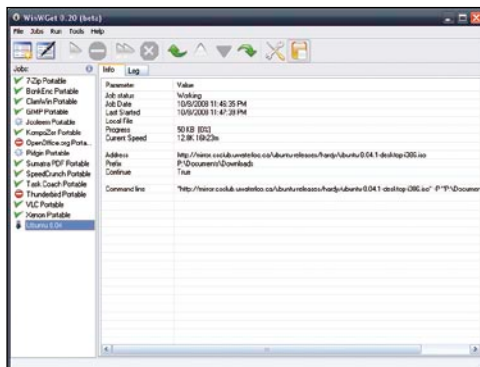 WinWGet 0.20 (beta)
File Jobs Run Tools Help
Jobs:
7-Zip Portable
BonkEnc Portable
ClamWin Portable
GIMP Portable
Portable
KompoZer Portable
OpenOffice.org Porta...
Pidgin Portable
Sumatra PDF Portable
SpeedCrunch Portable
Task Coach Portable
Thunderbird Portable
VLC Portable
Xenon Portable
Ubuntu 8.04
Info Log
Parameter Value
Job status Working
Job Date 10/8/2008 11:46:35 PM
Last Started 10/8/2008 11:47:39 PM
Local File
Progress 50 KB [0%]
Current Speed 12.8K 16h23m
Address http://mirror.csclub.uwaterloo.ca/ubuntu-releases/hardy/ubuntu-8.04.1-desktop-i386.iso
Prefix P:\Documents\Downloads
Continue True
Command line "http://mirror.csclub.uwaterloo.ca/ubuntu-releases/hardy/ubuntu-8.04.1-desktop-i386.iso" -P "P:\Documen